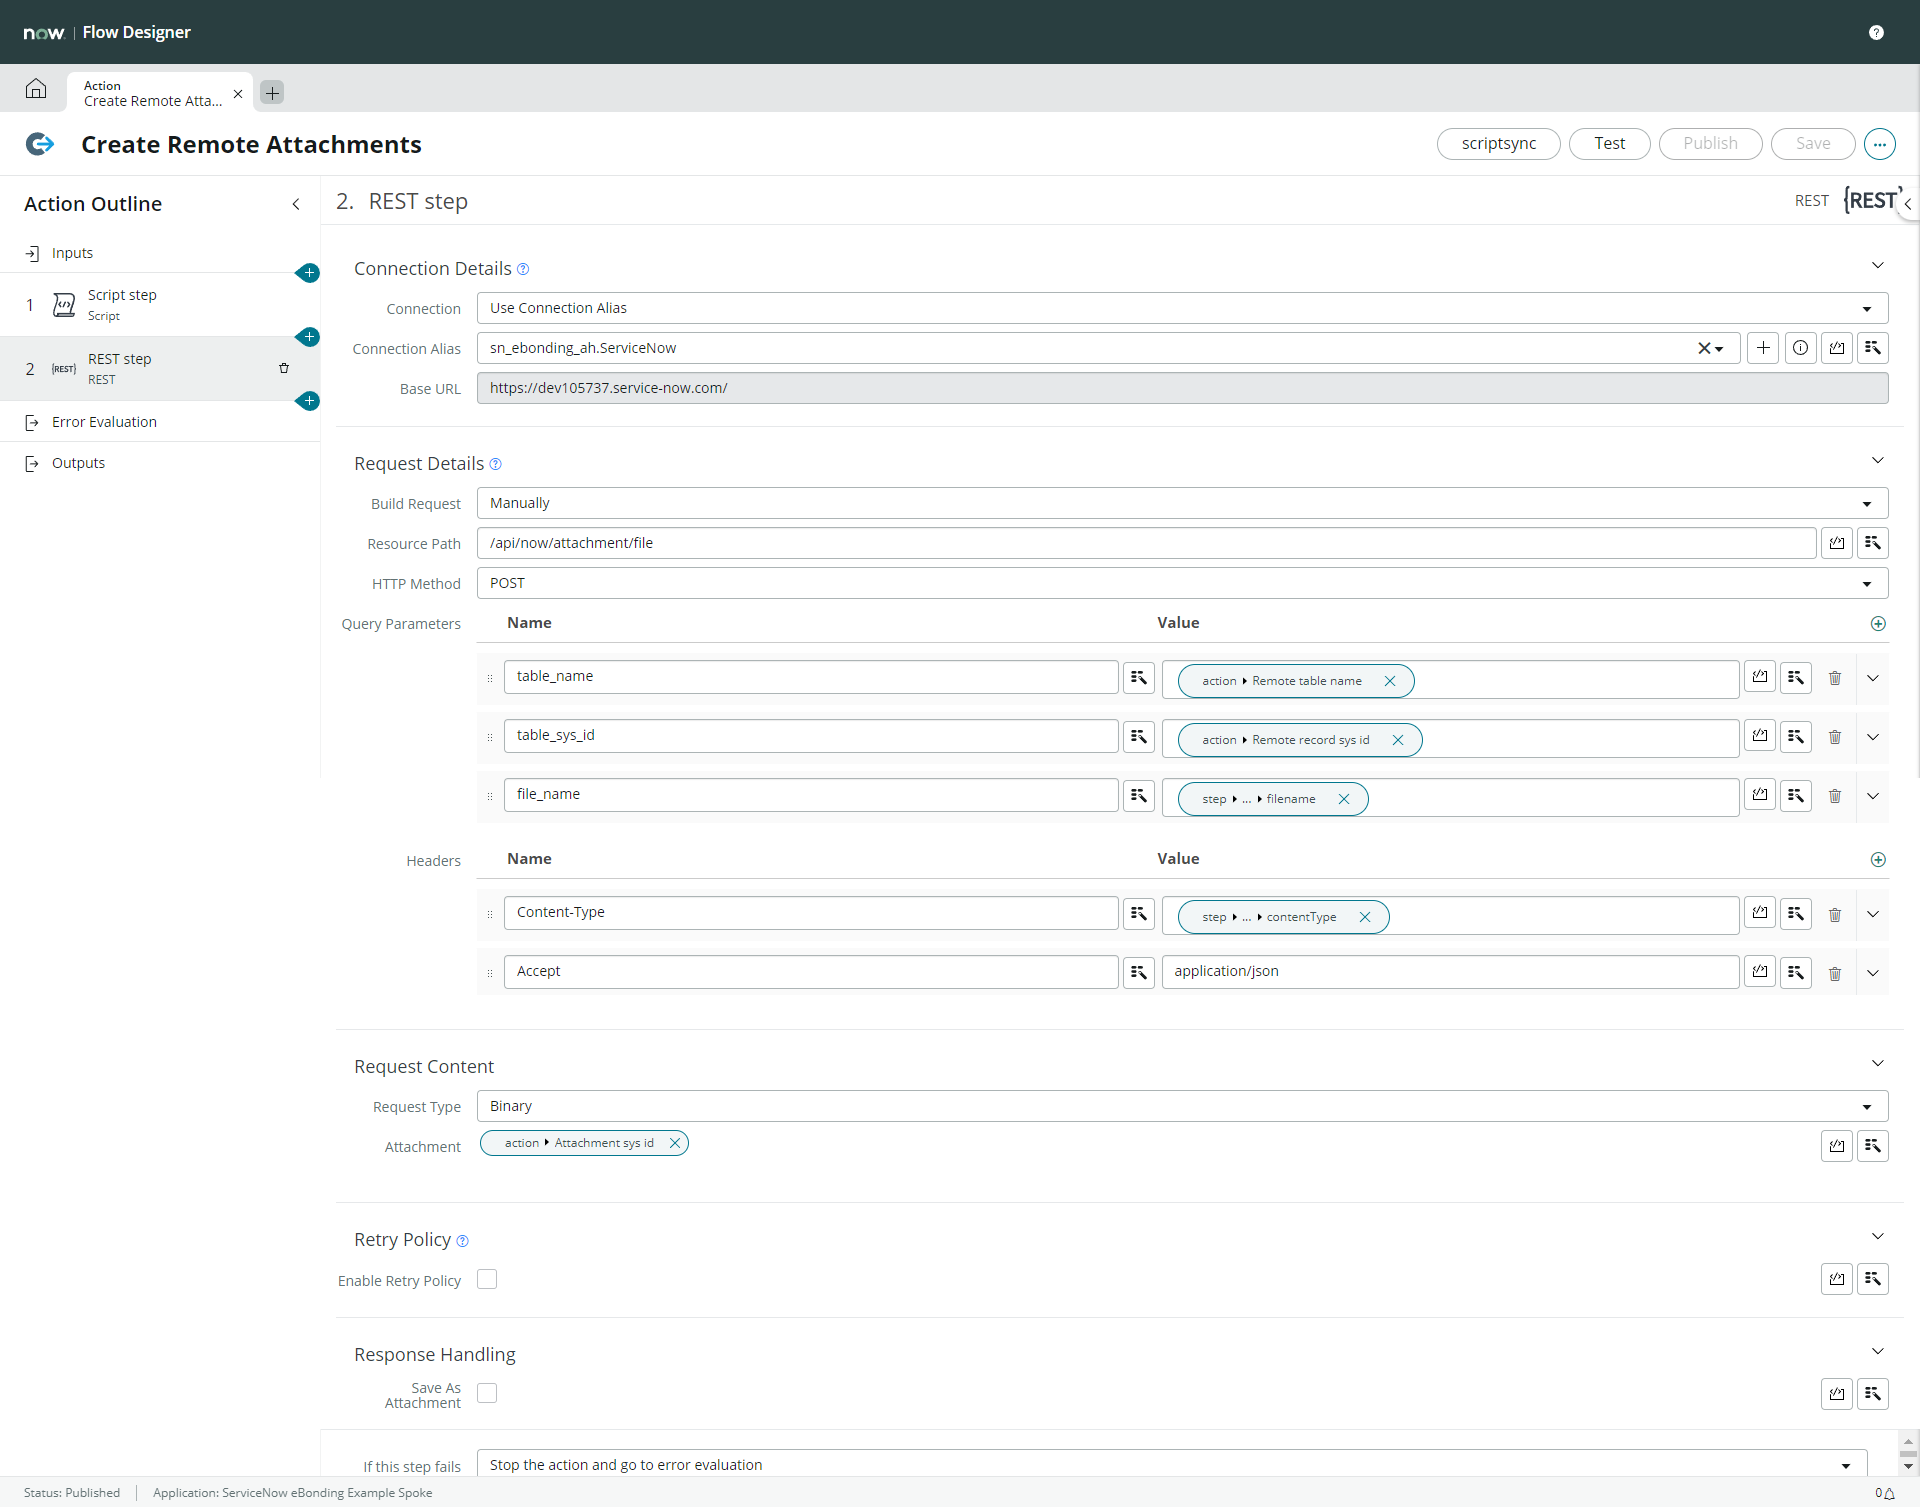 now | Flow Designer
Action
Create Remote Atta...
Create Remote Attachments
scriptsync
Test
Publish
Save
Action Outline
Inputs
1
Script step
Script
2
{REST}
REST step
REST
Error Evaluation
Outputs
2. REST step
REST
{REST}
Connection Details
Connection
Use Connection Alias
Connection Alias
sn_ebonding_ah.ServiceNow
Base URL
https://dev105737.service-now.com/
Request Details
Build Request
Manually
Resource Path
/api/now/attachment/file
HTTP Method
POST
Query Parameters
Name
Value
table_name
action ▸ Remote table name
table_sys_id
action ▸ Remote record sys id
file_name
step ▸ ... ▸ filename
Headers
Name
Value
Content-Type
step ▸ ... ▸ contentType
Accept
application/json
Request Content
Request Type
Binary
Attachment
action ▸ Attachment sys id
Retry Policy
Enable Retry Policy
Response Handling
Save As
Attachment
If this step fails
Stop the action and go to error evaluation
Status: Published
Application: ServiceNow eBonding Example Spoke
0